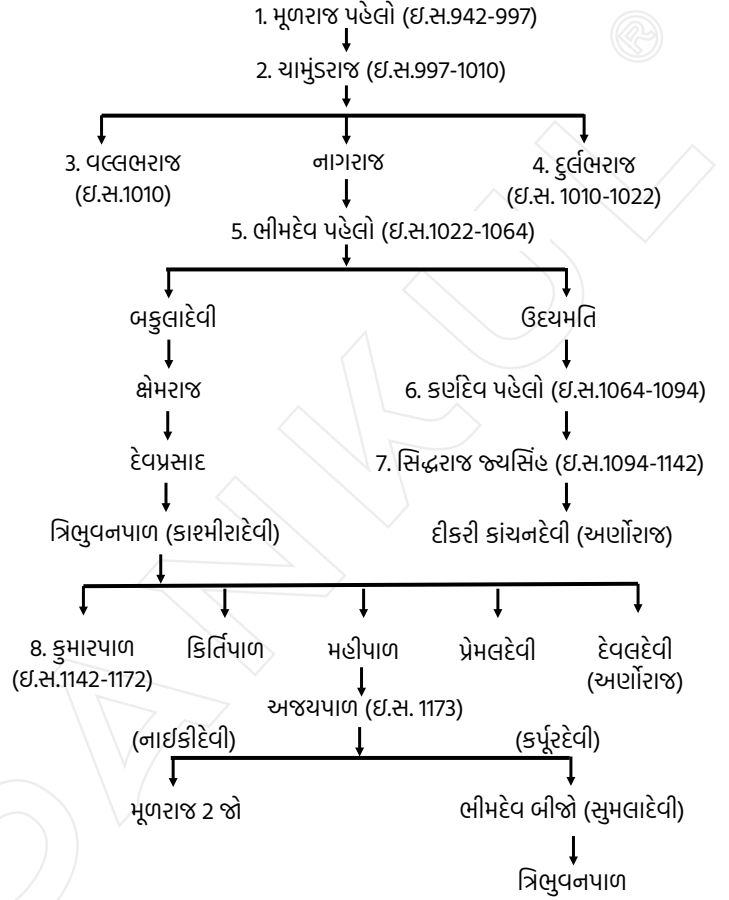 1. મૂળરાજ પહેલો (ઇ.સ.942-997)
2. ચામુંડરાજ (ઇ.સ.997-1010)
3. વલ્લભરાજ
(ઇ.સ.1010)
નાગરાજ
4. દુર્લભરાજ
(ઇ.સ. 1010-1022)
5. ભીમદેવ પહેલો (ઇ.સ.1022-1064)
બકુલાદેવી
ઉદયમતિ
ક્ષેમરાજ
6. કર્ણદેવ પહેલો (ઇ.સ.1064-1094)
દેવપ્રસાદ
7. સિદ્ધરાજ જ્યસિંહ (ઇ.સ.1094-1142)
ત્રિભુવનપાળ (કાશ્મીરાદેવી)
દીકરી કાંચનદેવી (અર્ણોરાજ)
8. કુમારપાળ
(ઇ.સ.1142-1172)
કિર્તિપાળ
મહીપાળ
પ્રેમલદેવી
દેવલદેવી
(અર્ણોરાજ)
અજયપાળ (ઇ.સ. 1173)
(નાઈકીદેવી)
(કર્પૂરદેવી)
મૂળરાજ 2 જો
ભીમદેવ બીજો (સુમલાદેવી)
ત્રિભુવનપાળ
SANKUL ®